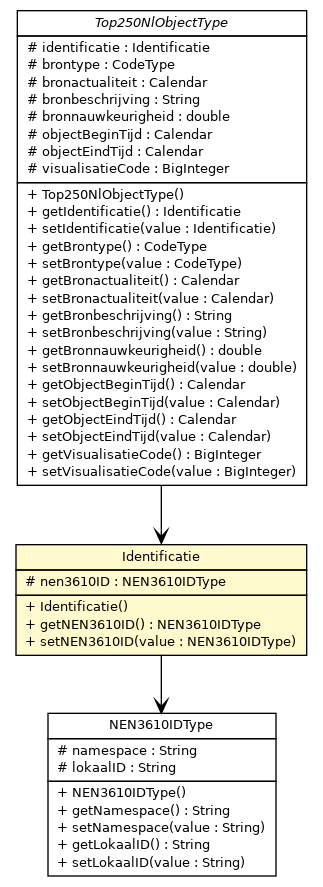 Top250NlObjectType
# identificatie : Identificatie
# brontype : CodeType
# bronactualiteit : Calendar
# bronbeschrijving : String
# bronnauwkeurigheid : double
# objectBeginTijd : Calendar
# objectEindTijd : Calendar
# visualisatieCode : BigInteger
+ Top250NlObjectType()
+ getIdentificatie() : Identificatie
+ setIdentificatie(value : Identificatie)
+ getBrontype() : CodeType
+ setBrontype(value : CodeType)
+ getBronactualiteit() : Calendar
+ setBronactualiteit(value : Calendar)
+ getBronbeschrijving() : String
+ setBronbeschrijving(value : String)
+ getBronnauwkeurigheid() : double
+ setBronnauwkeurigheid(value : double)
+ getObjectBeginTijd() : Calendar
+ setObjectBeginTijd(value : Calendar)
+ getObjectEindTijd() : Calendar
+ setObjectEindTijd(value : Calendar)
+ getVisualisatieCode() : BigInteger
+ setVisualisatieCode(value : BigInteger)
Identificatie
# nen3610ID : NEN3610IDType
+ Identificatie()
+ getNEN3610ID() : NEN3610IDType
+ setNEN3610ID(value : NEN3610IDType)
NEN3610IDType
# namespace : String
# lokaalID : String
+ NEN3610IDType()
+ getNamespace() : String
+ setNamespace(value : String)
+ getLokaalID() : String
+ setLokaalID(value : String)